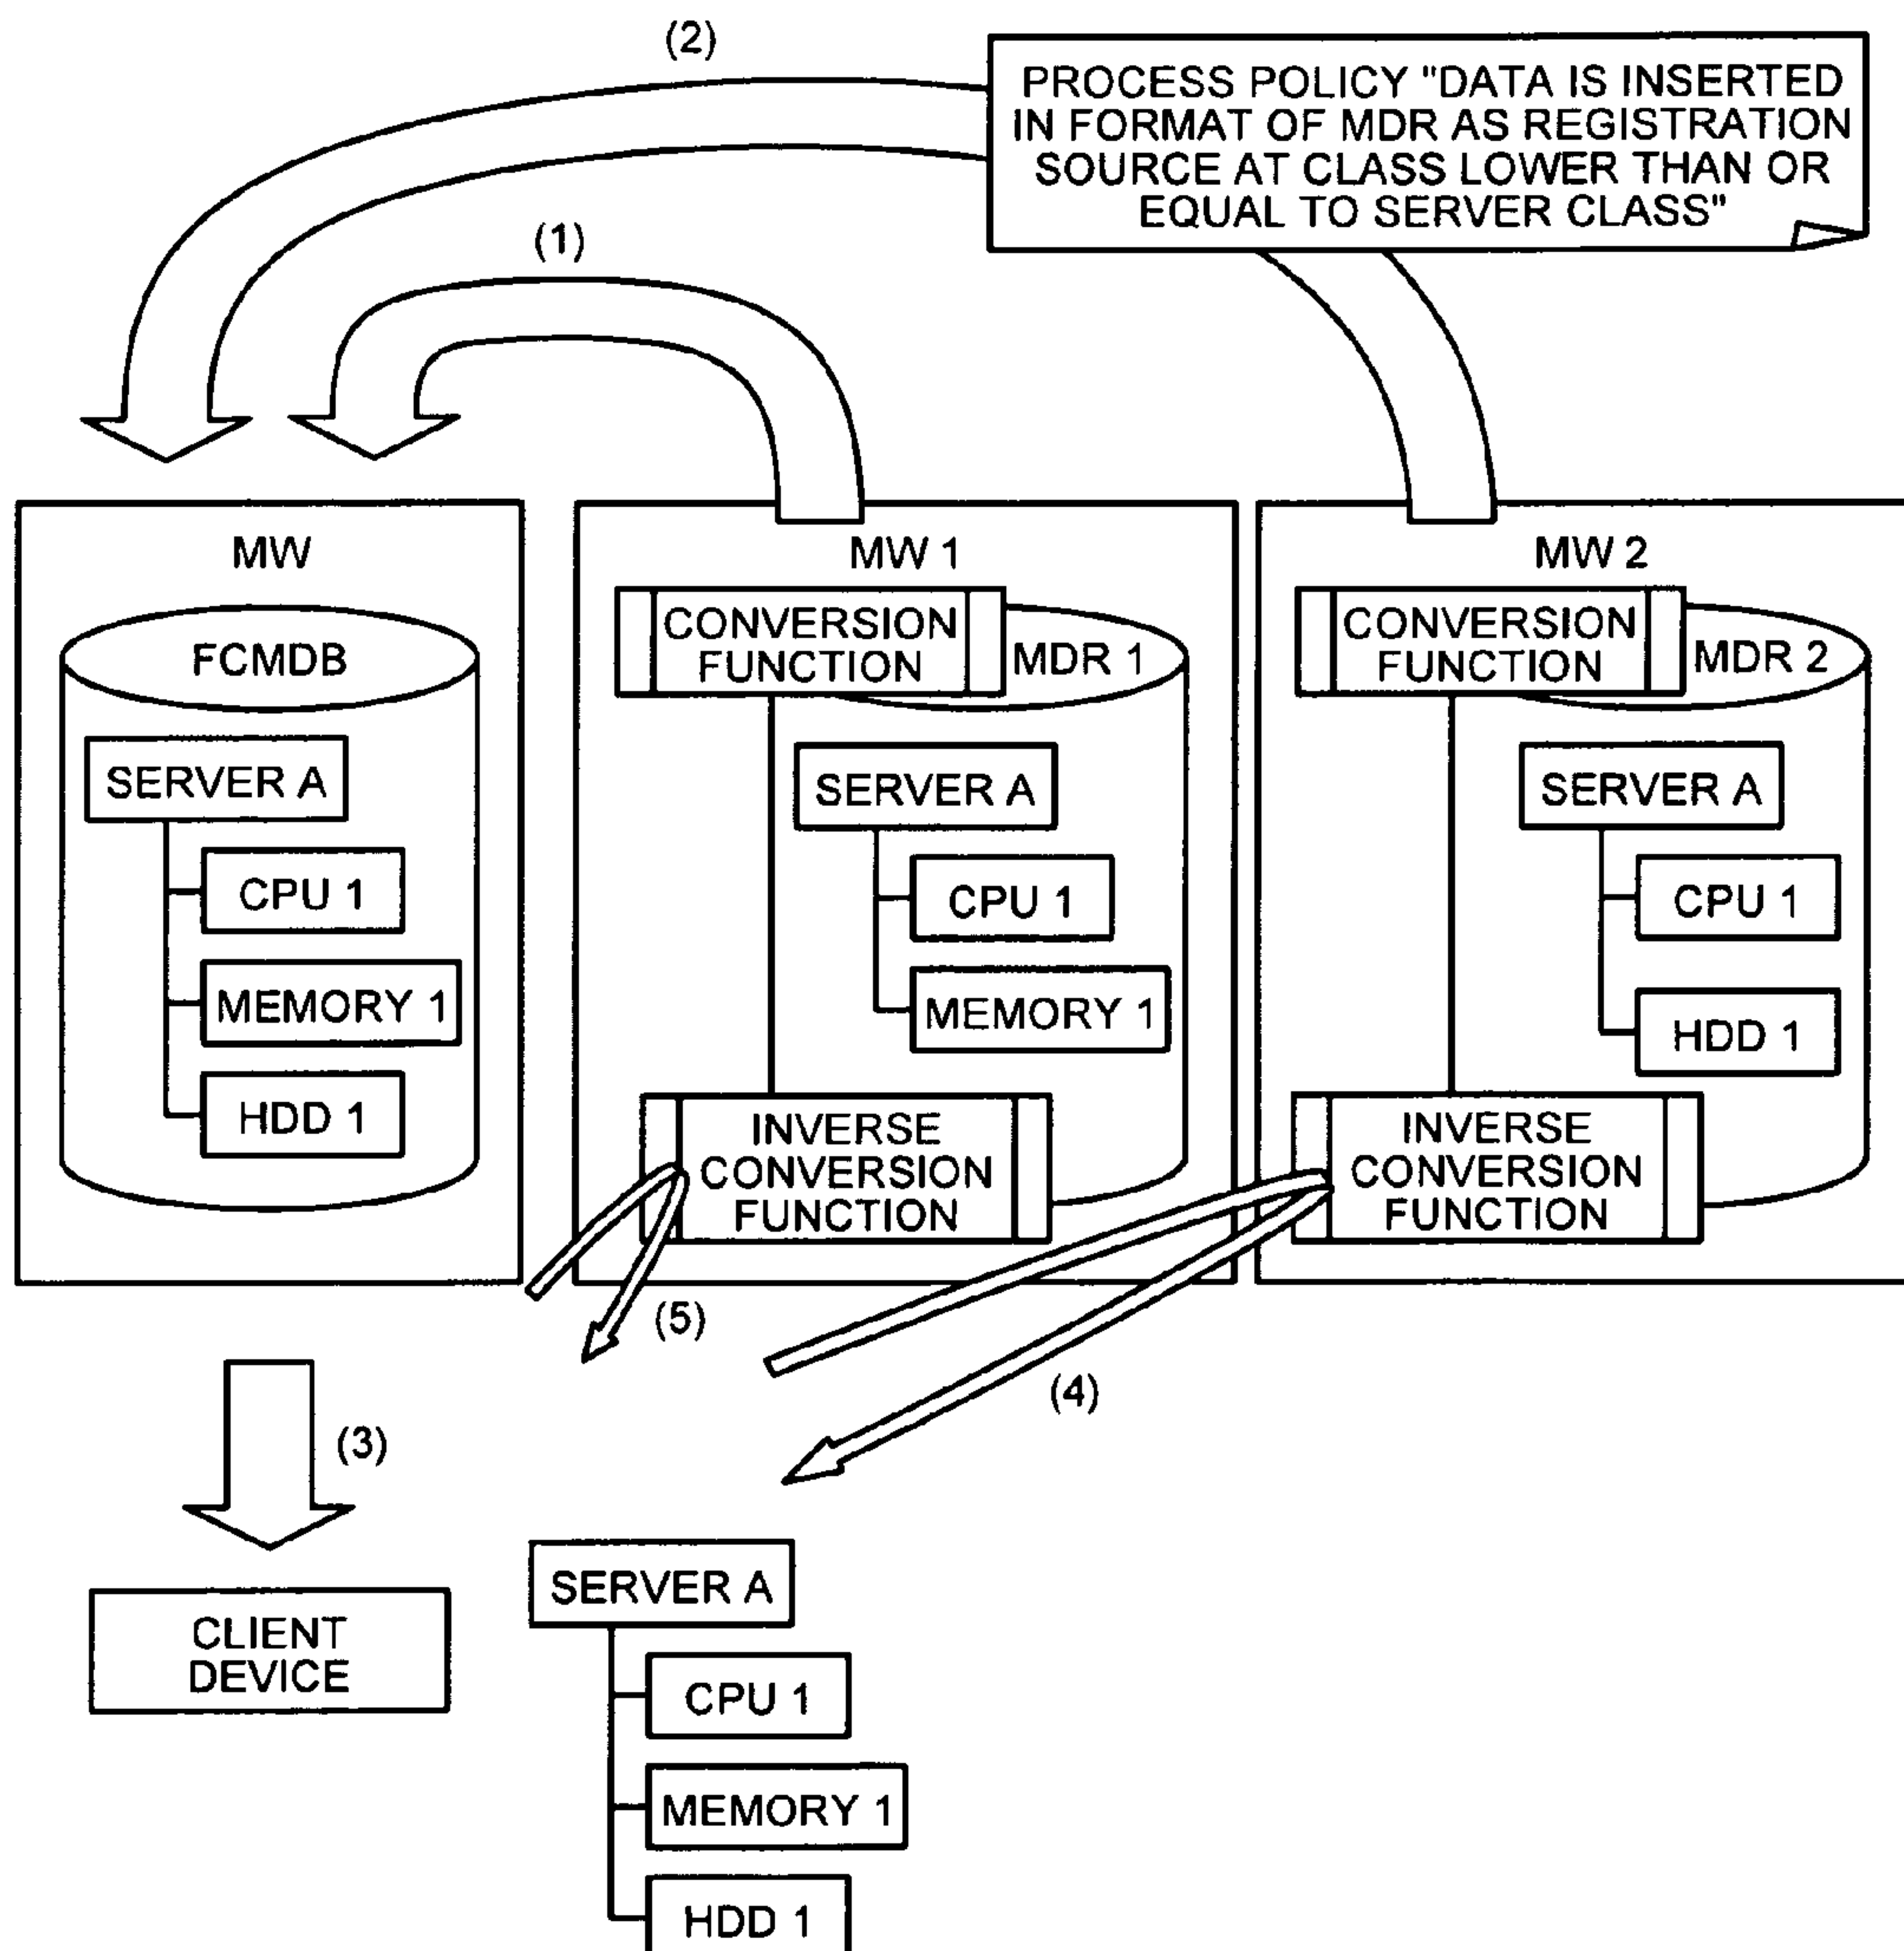 (2)
PROCESS POLICY "DATA IS INSERTED
IN FORMAT OF MDR AS REGISTRATION
SOURCE AT CLASS LOWER THAN OR
EQUAL TO SERVER CLASS"
(1)
MW
FCMDB
SERVER A
CPU 1
MEMORY 1
HDD 1
MW 1
CONVERSION
FUNCTION
MDR 1
SERVER A
CPU 1
MEMORY 1
INVERSE
CONVERSION
FUNCTION
MW 2
CONVERSION
FUNCTION
MDR 2
SERVER A
CPU 1
HDD 1
INVERSE
CONVERSION
FUNCTION
(5)
(4)
(3)
CLIENT
DEVICE
SERVER A
CPU 1
MEMORY 1
HDD 1